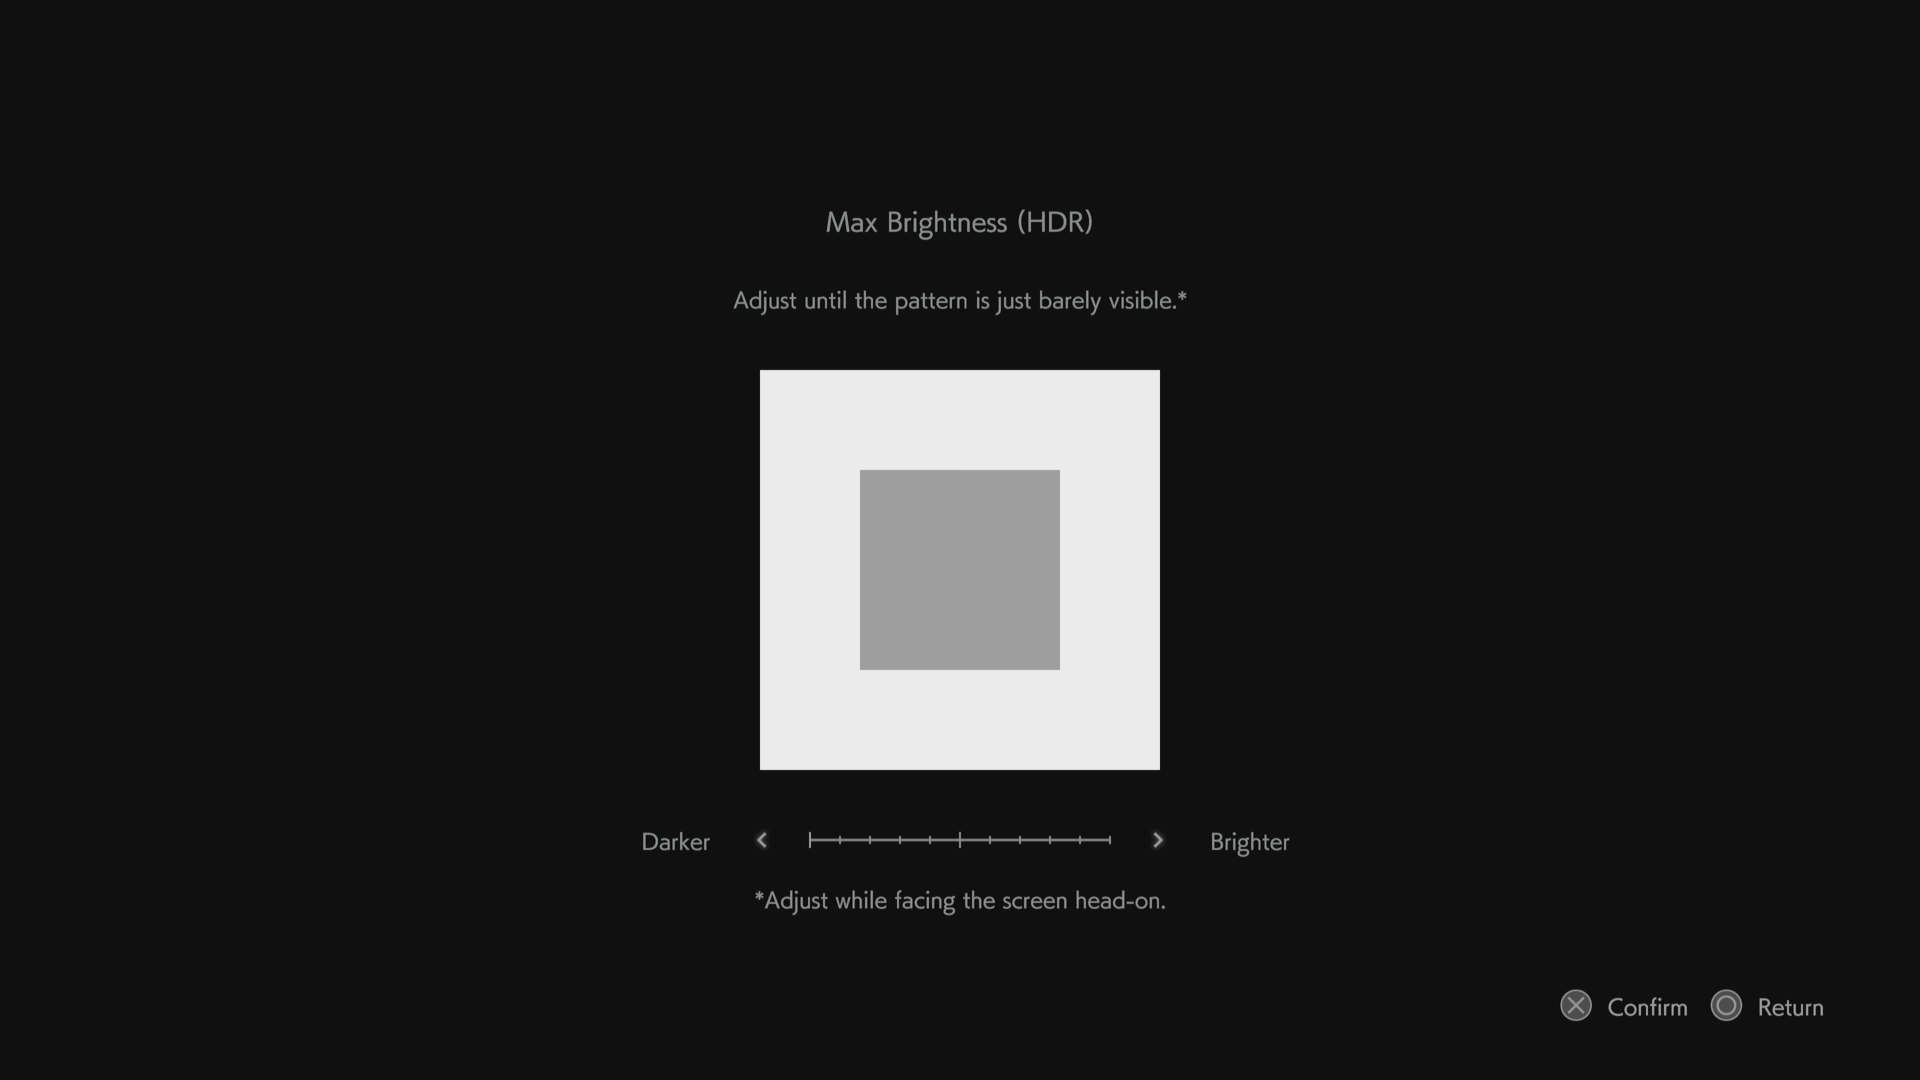 Max Brightness (HDR)
Adjust until the pattern is just barely visible.*
Darker
Brighter
*Adjust while facing the screen head-on.
Confirm
Return